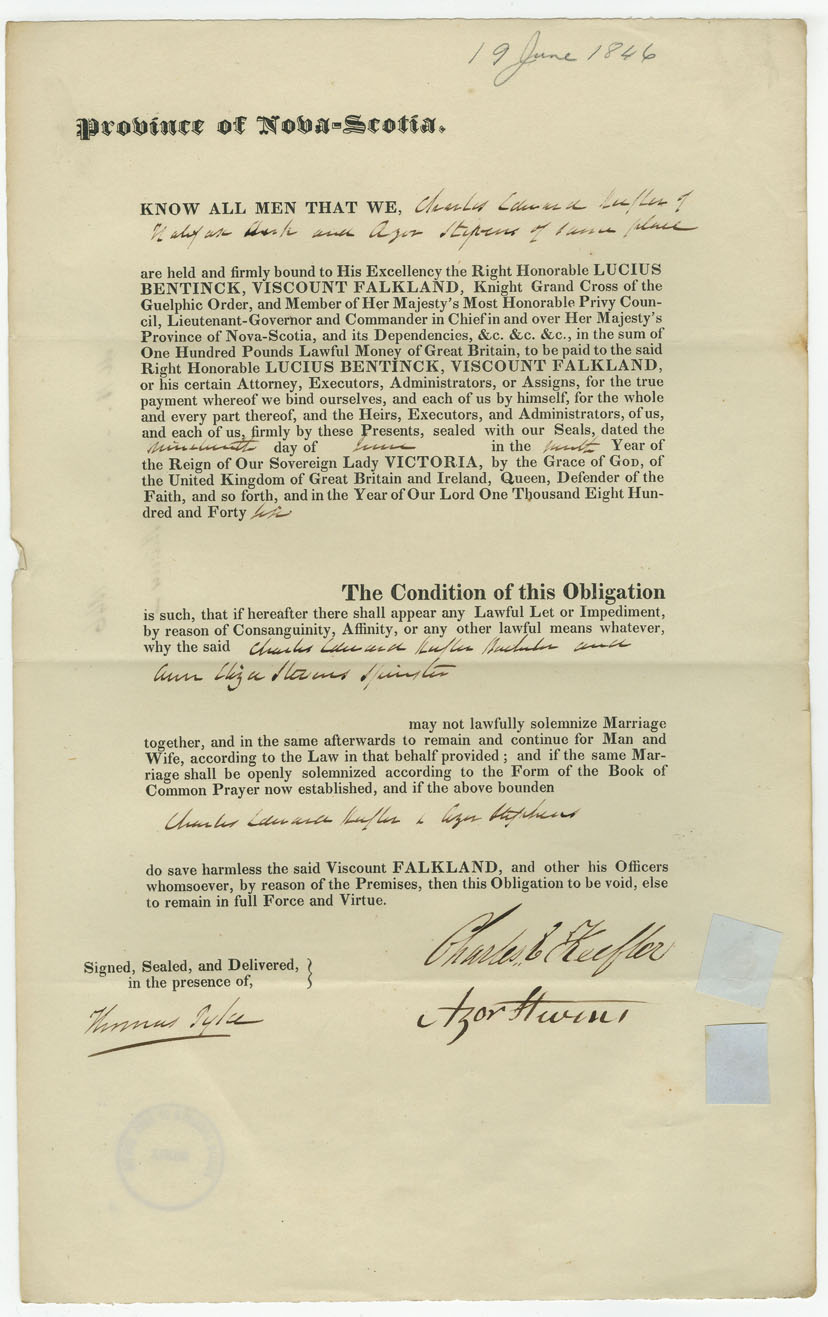 19 June 1846
Province of Nova-Scotia.
KNOW ALL MEN THAT WE, Charles Edward Keefler of
Halifax Clerk and Azor Stephens of same place
are held and firmly bound to His Excellency the Right Honorable LUCIUS
BENTINCK, VISCOUNT FALKLAND, Knight Grand Cross of the
Guelphic Order, and Member of Her Majesty's Most Honorable Privy Coun-
cil, Lieutenant-Governor and Commander in Chief in and over Her Majesty's
Province of Nova-Scotia, and its Dependencies, &c. &c. &c., in the sum of
One Hundred Pounds Lawful Money of Great Britain, to be paid to the said
Right Honorable LUCIUS BENTINCK, VISCOUNT FALKLAND,
or his certain Attorney, Executors, Administrators, or Assigns, for the true
payment whereof we bind ourselves, and each of us by himself, for the whole
and every part thereof, and the Heirs, Executors, and Administrators, of us,
and each of us, firmly by these Presents, sealed with our Seals, dated the
nineteenth day of June in the ninth Year of
the Reign of Our Sovereign Lady VICTORIA, by the Grace of GOD, of
the United Kingdom of Great Britain and Ireland, Queen, Defender of the
Faith, and so forth, and in the Year of Our Lord One Thousand Eight Hun-
dred and Forty six
The Condition of this Obligation
is such, that if hereafter there shall appear any Lawful Let or Impediment,
by reason of Consanguinity, Affinity, or any other lawful means whatever,
why the said Charles Edward Keefler Bachelor and
Ann Eliza Stevens Spinster
may not lawfully solemnize Marriage
together, and in the same afterwards to remain and continue for Man and
Wife, according to the Law in that behalf provided ; and if the same Mar-
riage shall be openly solemnized according to the Form of the Book of
Common Prayer now established, and if the above bounden
Charles Edward Keefler & Azor Stephens
do save harmless the said Viscount FALKLAND, and other his Officers
whomsoever, by reason of the Premises, then this Obligation to be void, else
to remain in full Force and Virtue.
Charles E Keefler
Signed, Sealed, and Delivered,
in the presence of,
Azor Stevens
Thomas